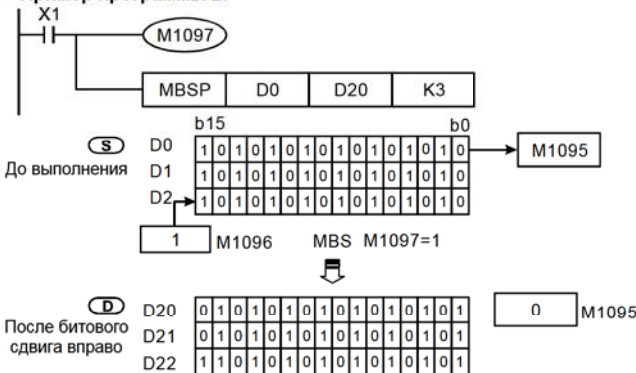 X1
M1097
MBSP D0 D20 K3
b15 b0
S D0 1 0 1 0 1 0 1 0 1 0 1 0 1 0 1 0 M1095
До выполнения D1 1 0 1 0 1 0 1 0 1 0 1 0 1 0 1 0
D2 1 0 1 0 1 0 1 0 1 0 1 0 1 0 1 0
1 M1096 MBS M1097=1
D D20 0 1 0 1 0 1 0 1 0 1 0 1 0 1 0 1 0 M1095
После битового D21 0 1 0 1 0 1 0 1 0 1 0 1 0 1 0 1
сдвига вправо D22 1 1 0 1 0 1 0 1 0 1 0 1 0 1 0 1